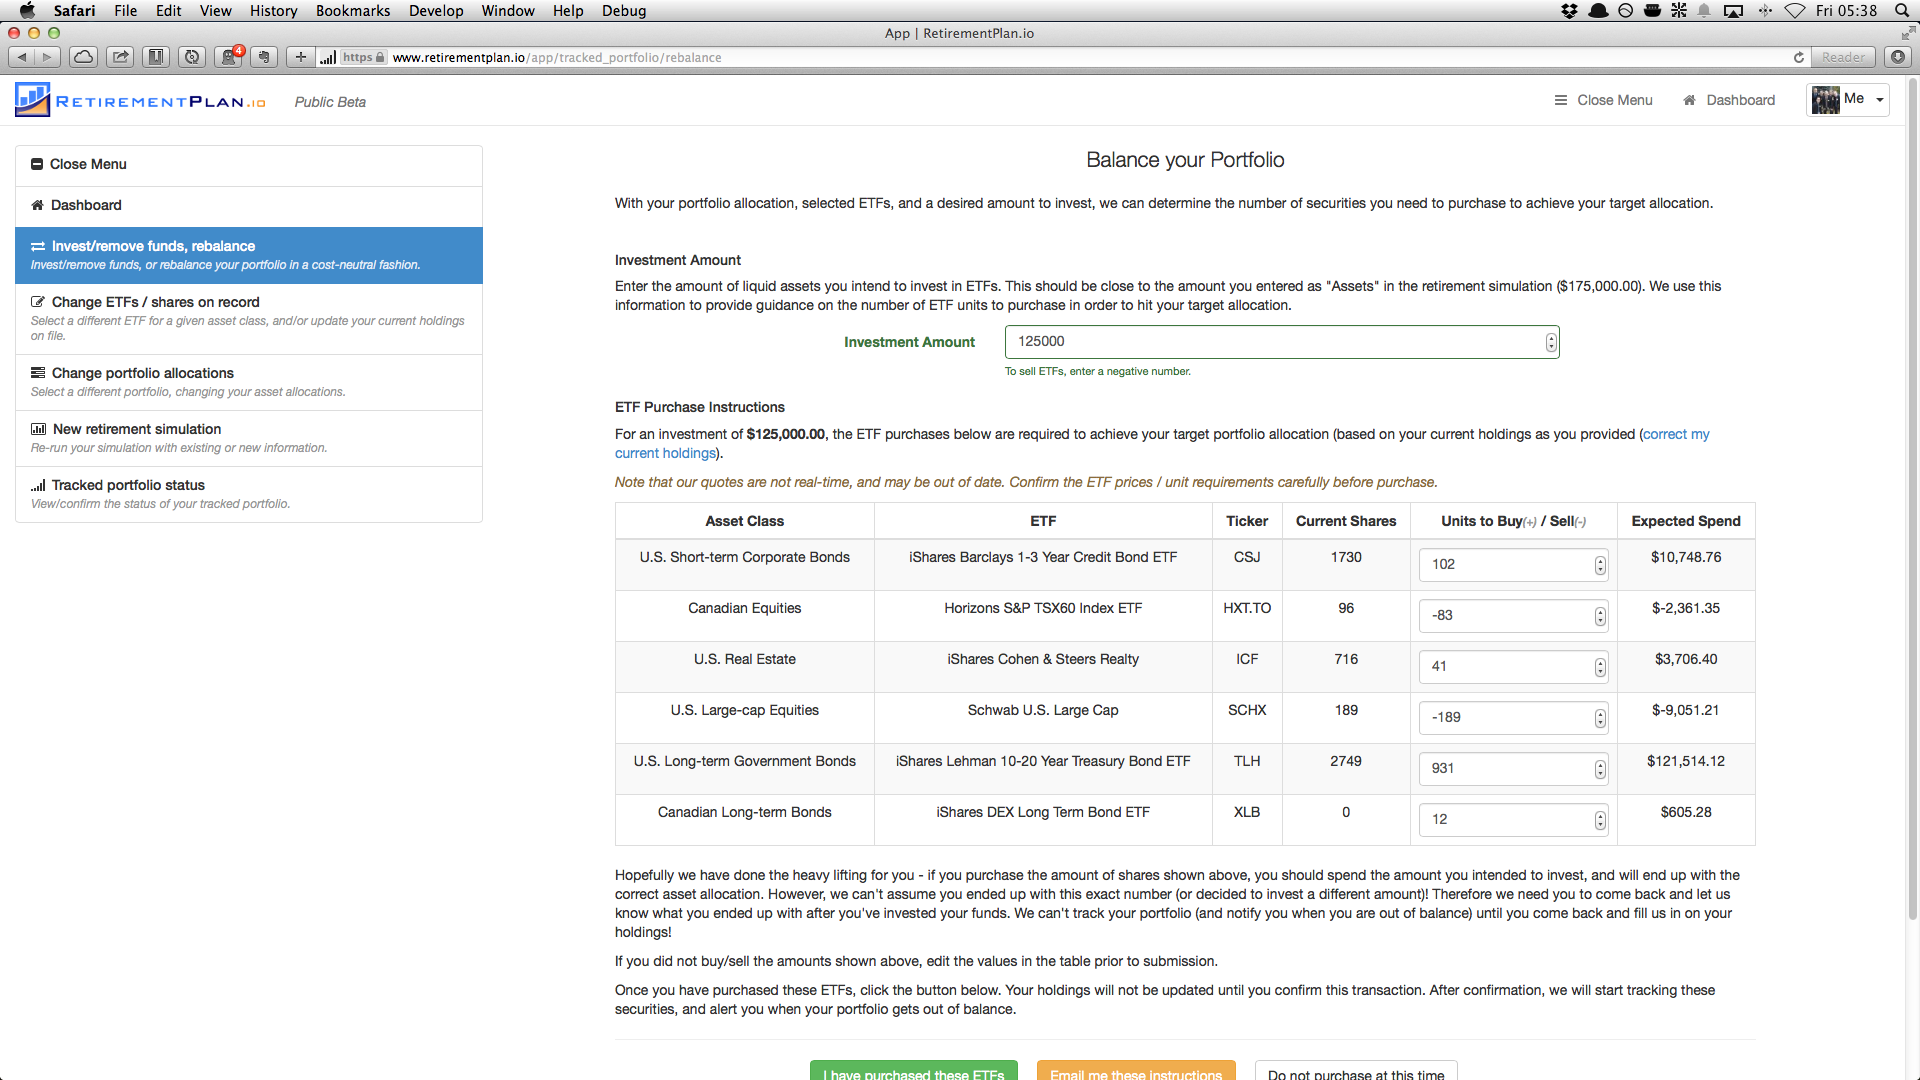 Safari File Edit View History Bookmarks Develop Window Help Debug Fri 05:38
App | RetirementPlan.io
4 https www.retirementplan.io/app/tracked_portfolio/rebalance Reader
RETIREMENTPLAN.IO Public Beta Close Menu Dashboard Me
Close Menu
Dashboard
Invest/remove funds, rebalance
Invest/remove funds, or rebalance your portfolio in a cost-neutral fashion.
Change ETFs / shares on record
Select a different ETF for a given asset class, and/or update your current holdings
on file.
Change portfolio allocations
Select a different portfolio, changing your asset allocations.
New retirement simulation
Re-run your simulation with existing or new information.
Tracked portfolio status
View/confirm the status of your tracked portfolio.
Balance your Portfolio
With your portfolio allocation, selected ETFs, and a desired amount to invest, we can determine the number of securities you need to purchase to achieve your target allocation.
Investment Amount
Enter the amount of liquid assets you intend to invest in ETFs. This should be close to the amount you entered as "Assets" in the retirement simulation ($175,000.00). We use this
information to provide guidance on the number of ETF units to purchase in order to hit your target allocation.
Investment Amount 125000
To sell ETFs, enter a negative number.
ETF Purchase Instructions
For an investment of $125,000.00, the ETF purchases below are required to achieve your target portfolio allocation (based on your current holdings as you provided (correct my
current holdings).
Note that our quotes are not real-time, and may be out of date. Confirm the ETF prices / unit requirements carefully before purchase.
Asset Class ETF Ticker Current Shares Units to Buy(+) / Sell(-) Expected Spend
U.S. Short-term Corporate Bonds iShares Barclays 1-3 Year Credit Bond ETF CSJ 1730 102 $10,748.76
Canadian Equities Horizons S&P TSX60 Index ETF HXT.TO 96 -83 $-2,361.35
U.S. Real Estate iShares Cohen & Steers Realty ICF 716 41 $3,706.40
U.S. Large-cap Equities Schwab U.S. Large Cap SCHX 189 -189 $-9,051.21
U.S. Long-term Government Bonds iShares Lehman 10-20 Year Treasury Bond ETF TLH 2749 931 $121,514.12
Canadian Long-term Bonds iShares DEX Long Term Bond ETF XLB 0 12 $605.28
Hopefully we have done the heavy lifting for you - if you purchase the amount of shares shown above, you should spend the amount you intended to invest, and will end up with the
correct asset allocation. However, we can't assume you ended up with this exact number (or decided to invest a different amount)! Therefore we need you to come back and let us
know what you ended up with after you've invested your funds. We can't track your portfolio (and notify you when you are out of balance) until you come back and fill us in on your
holdings!
If you did not buy/sell the amounts shown above, edit the values in the table prior to submission.
Once you have purchased these ETFs, click the button below. Your holdings will not be updated until you confirm this transaction. After confirmation, we will start tracking these
securities, and alert you when your portfolio gets out of balance.
I have purchased these ETFs Email me these instructions Do not purchase at this time